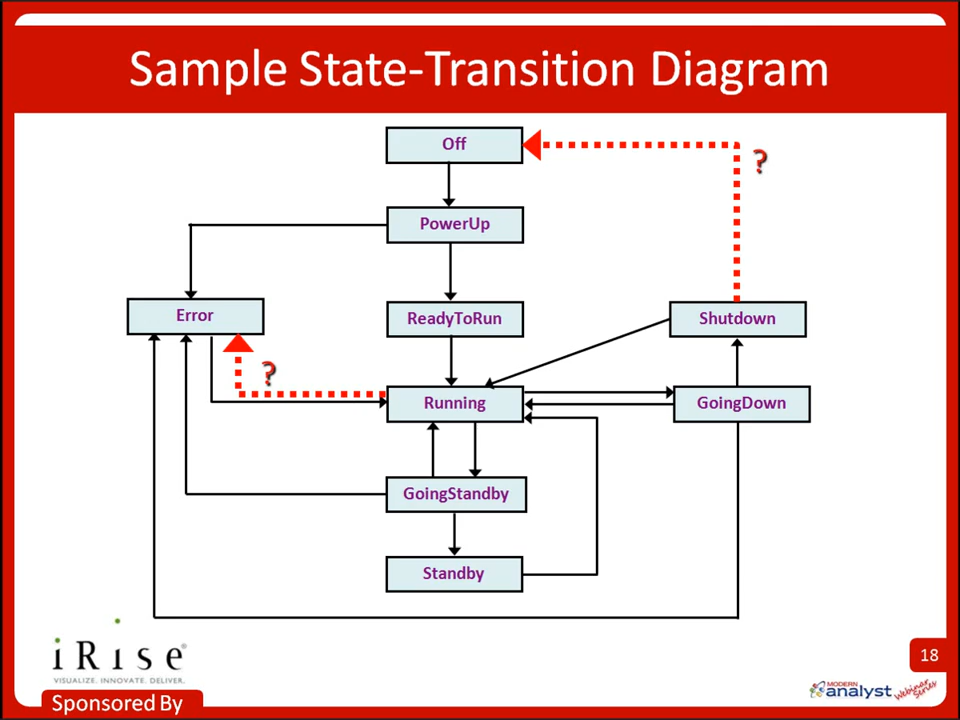 Sample State-Transition Diagram
Off
?
PowerUp
Error
ReadyToRun
Shutdown
?
Running
GoingDown
GoingStandby
Standby
iRise®
VISUALIZE. INNOVATE. DELIVER.
18
Sponsored By
MODERN
analyst
Webinar
Series